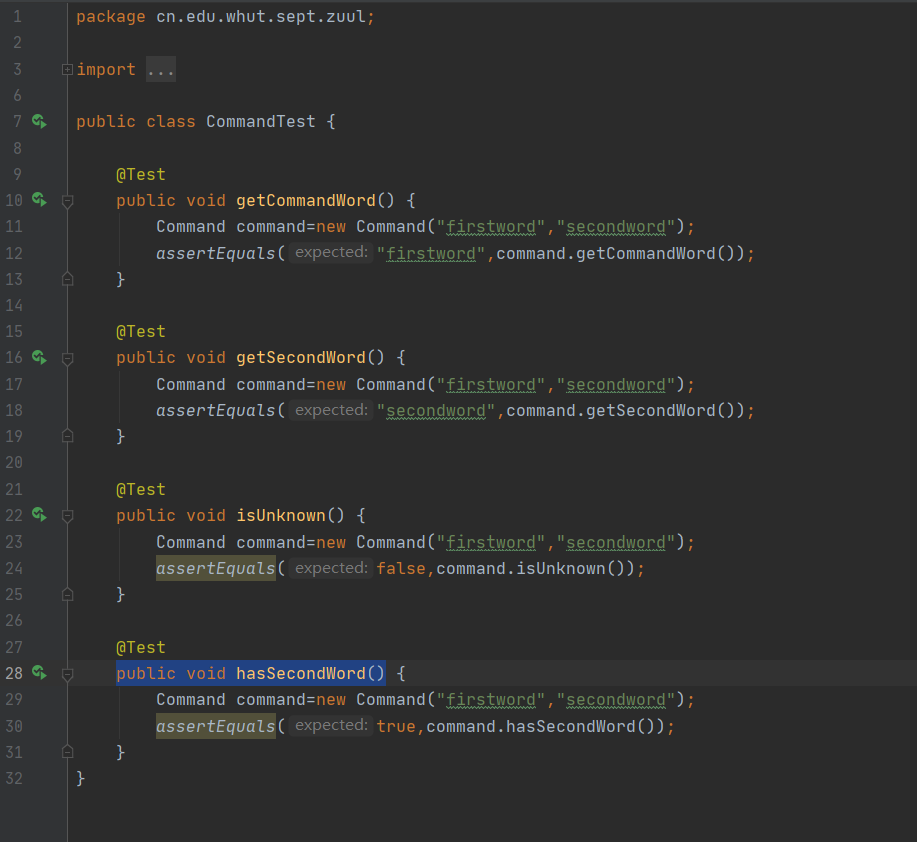 1 package cn.edu.whut.sept.zuul;
2
3 import ...
6
7 public class CommandTest {
8
9 @Test
10 public void getCommandWord() {
11 Command command=new Command("firstword","secondword");
12 assertEquals( expected: "firstword",command.getCommandWord());
13 }
14
15 @Test
16 public void getSecondWord() {
17 Command command=new Command("firstword","secondword");
18 assertEquals( expected: "secondword",command.getSecondWord());
19 }
20
21 @Test
22 public void isUnknown() {
23 Command command=new Command("firstword","secondword");
24 assertEquals( expected: false,command.isUnknown());
25 }
26
27 @Test
28 public void hasSecondWord() {
29 Command command=new Command("firstword","secondword");
30 assertEquals( expected: true,command.hasSecondWord());
31 }
32 }